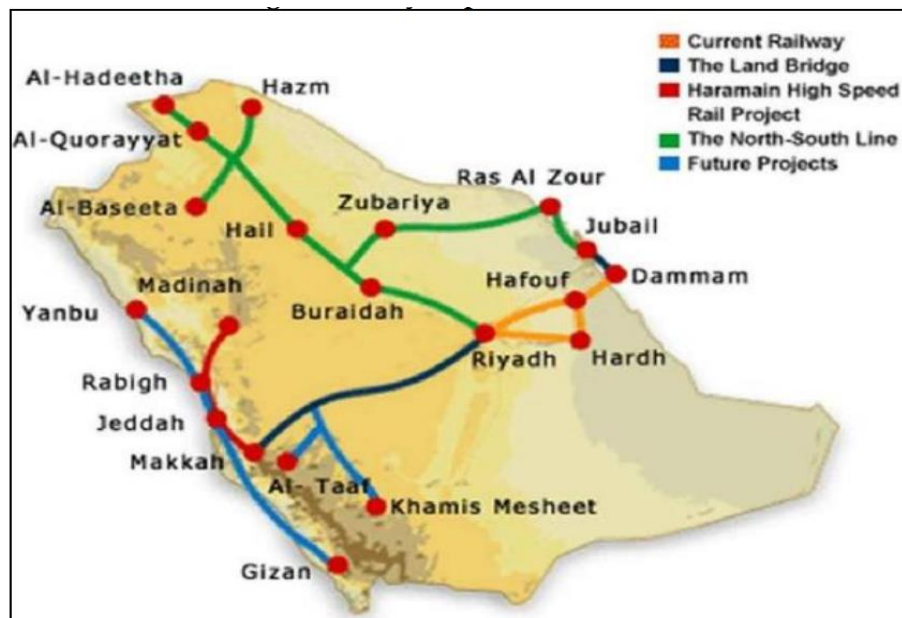 Current Railway
The Land Bridge
Haramain High Speed
Rail Project
The North-South Line
Future Projects
Al-Hadeetha
Hazm
Al-Quorayyat
Ras Al Zour
Al-Baseeta
Zubariya
Jubail
Hail
Hafouf
Dammam
Madinah
Yanbu
Buraidah
Riyadh
Hardh
Rabigh
Jeddah
Makkah
Al- Taaf
Khamis Mesheet
Gizan